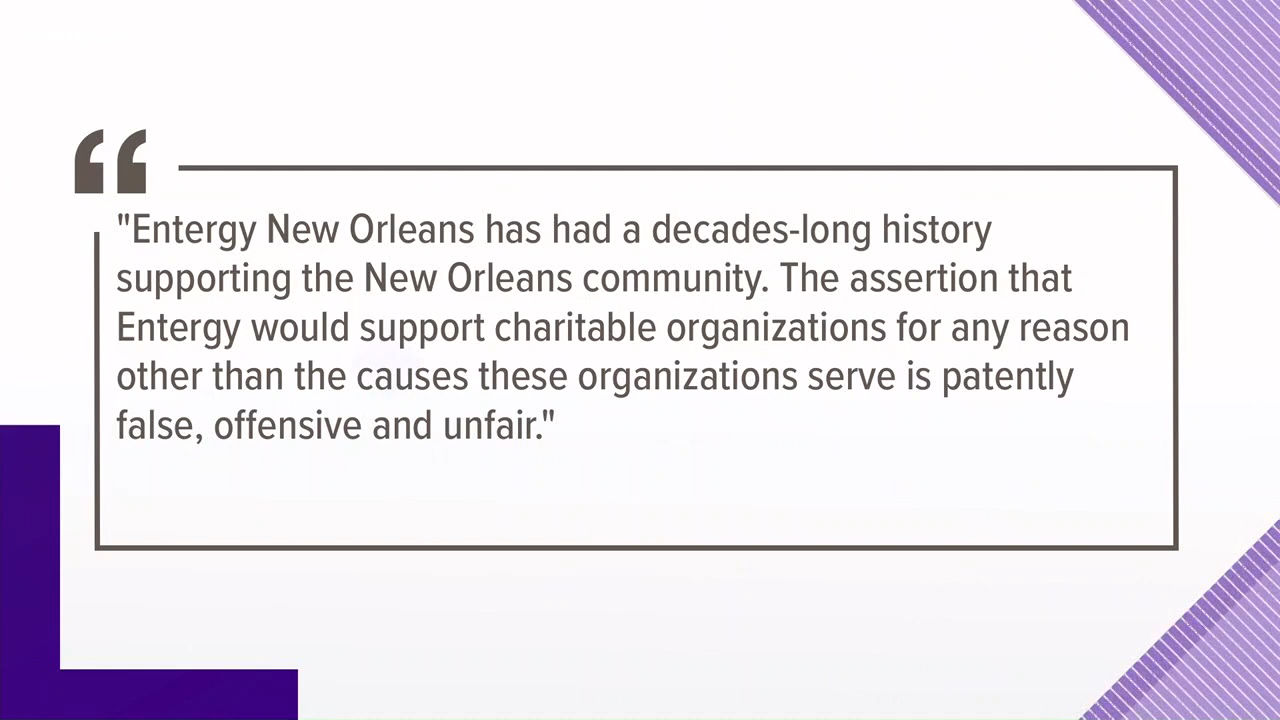 "Entergy New Orleans has had a decades-long history
supporting the New Orleans community. The assertion that
Entergy would support charitable organizations for any reason
other than the causes these organizations serve is patently
false, offensive and unfair."